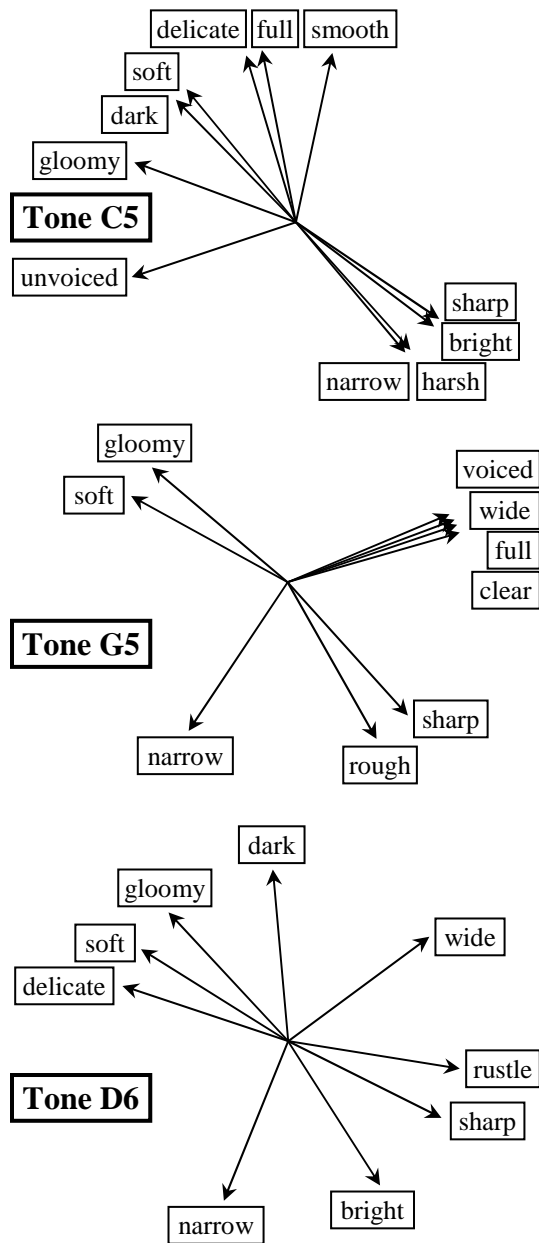 delicate full smooth
soft
dark
gloomy
Tone C5
unvoiced
sharp
bright
narrow harsh
gloomy
voiced
soft
wide
full
clear
Tone G5
sharp
narrow
rough
dark
gloomy
wide
soft
delicate
rustle
Tone D6
sharp
bright
narrow